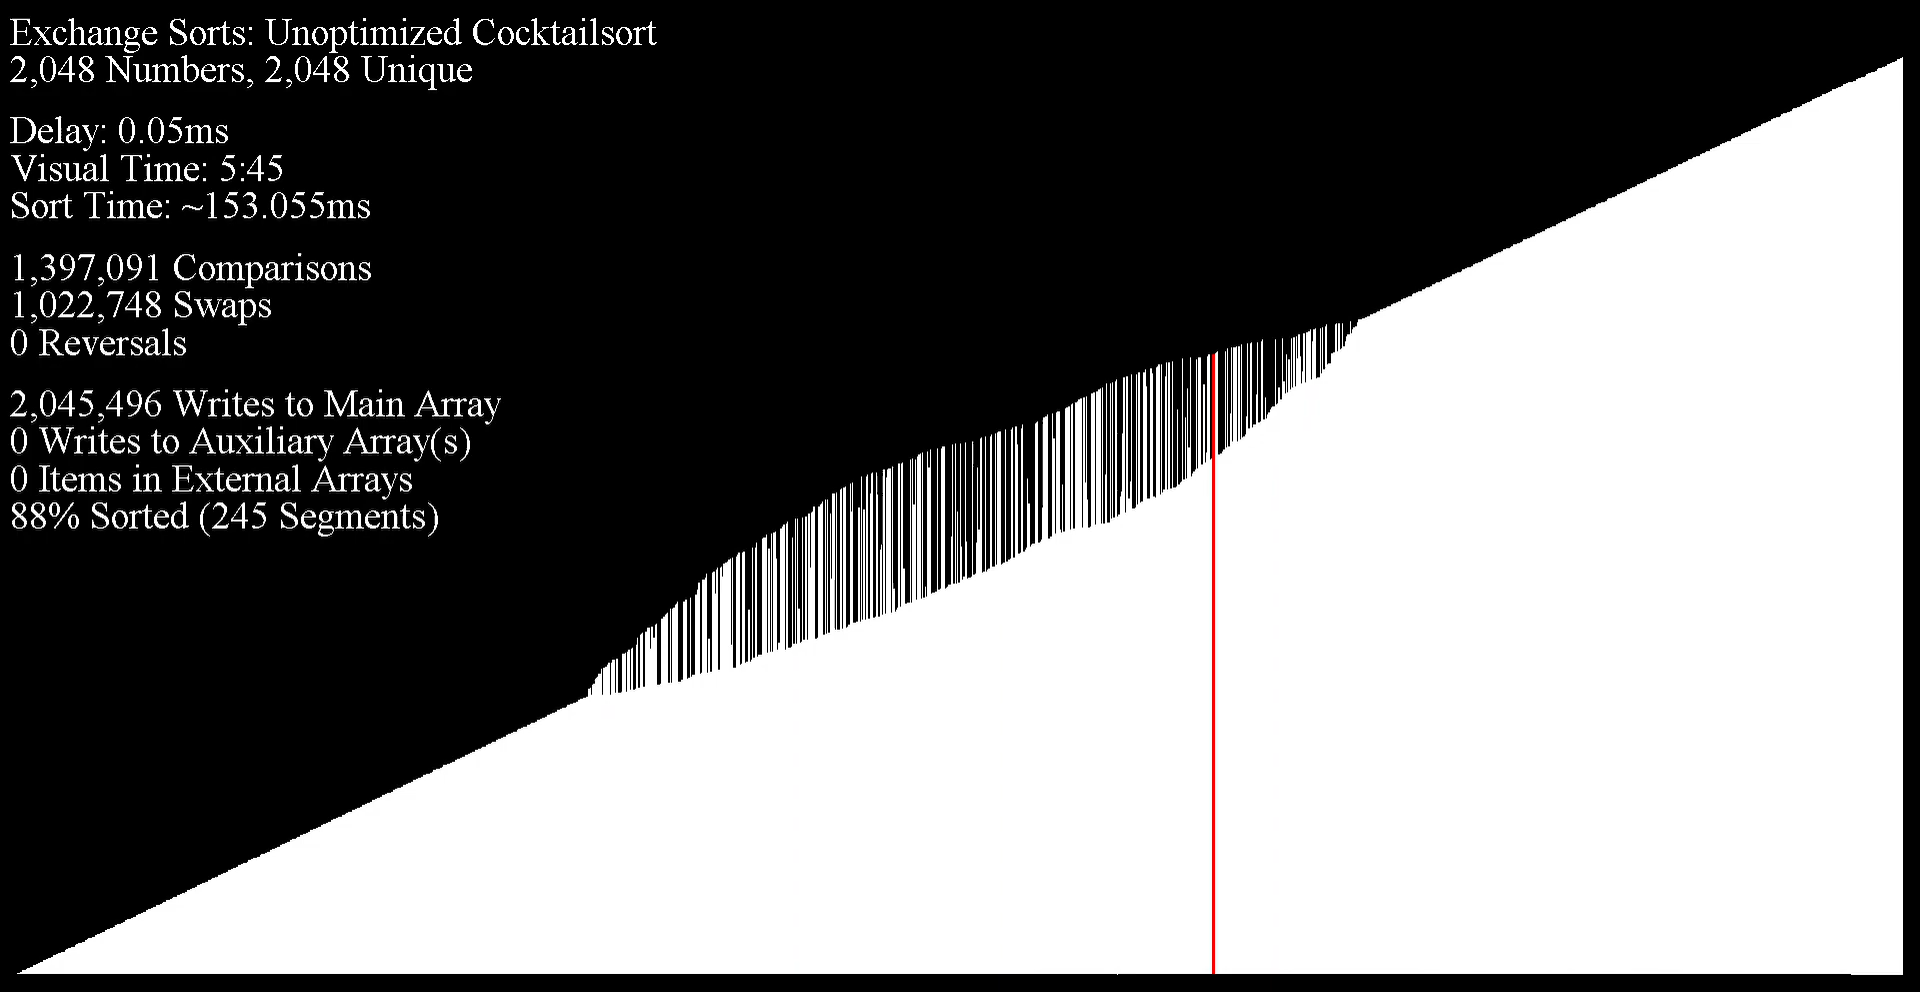 Exchange Sorts: Unoptimized Cocktailsort
2,048 Numbers, 2,048 Unique
Delay: 0.05ms
Visual Time: 5:45
Sort Time: ~153.055ms
1,397,091 Comparisons
1,022,748 Swaps
0 Reversals
2,045,496 Writes to Main Array
0 Writes to Auxiliary Array(s)
0 Items in External Arrays
88% Sorted (245 Segments)